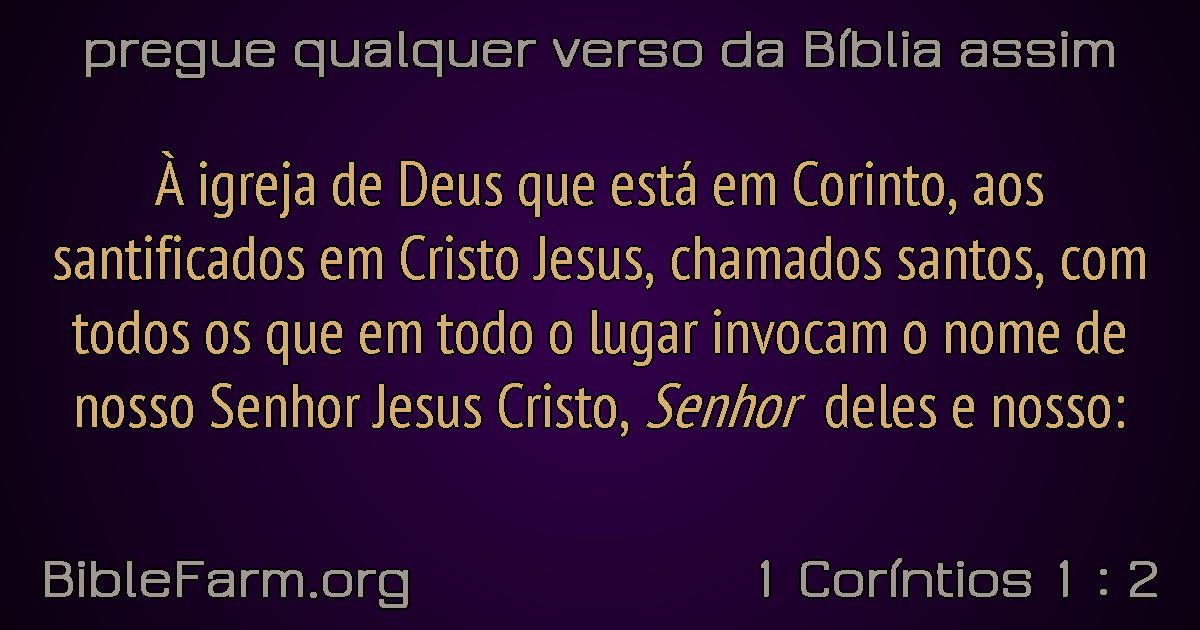 pregue qualquer verso da Bíblia assim
À igreja de Deus que está em Corinto, aos
santificados em Cristo Jesus, chamados santos, com
todos os que em todo o lugar invocam o nome de
nosso Senhor Jesus Cristo, Senhor deles e nosso:
BibleFarm.org
1 Coríntios 1 : 2